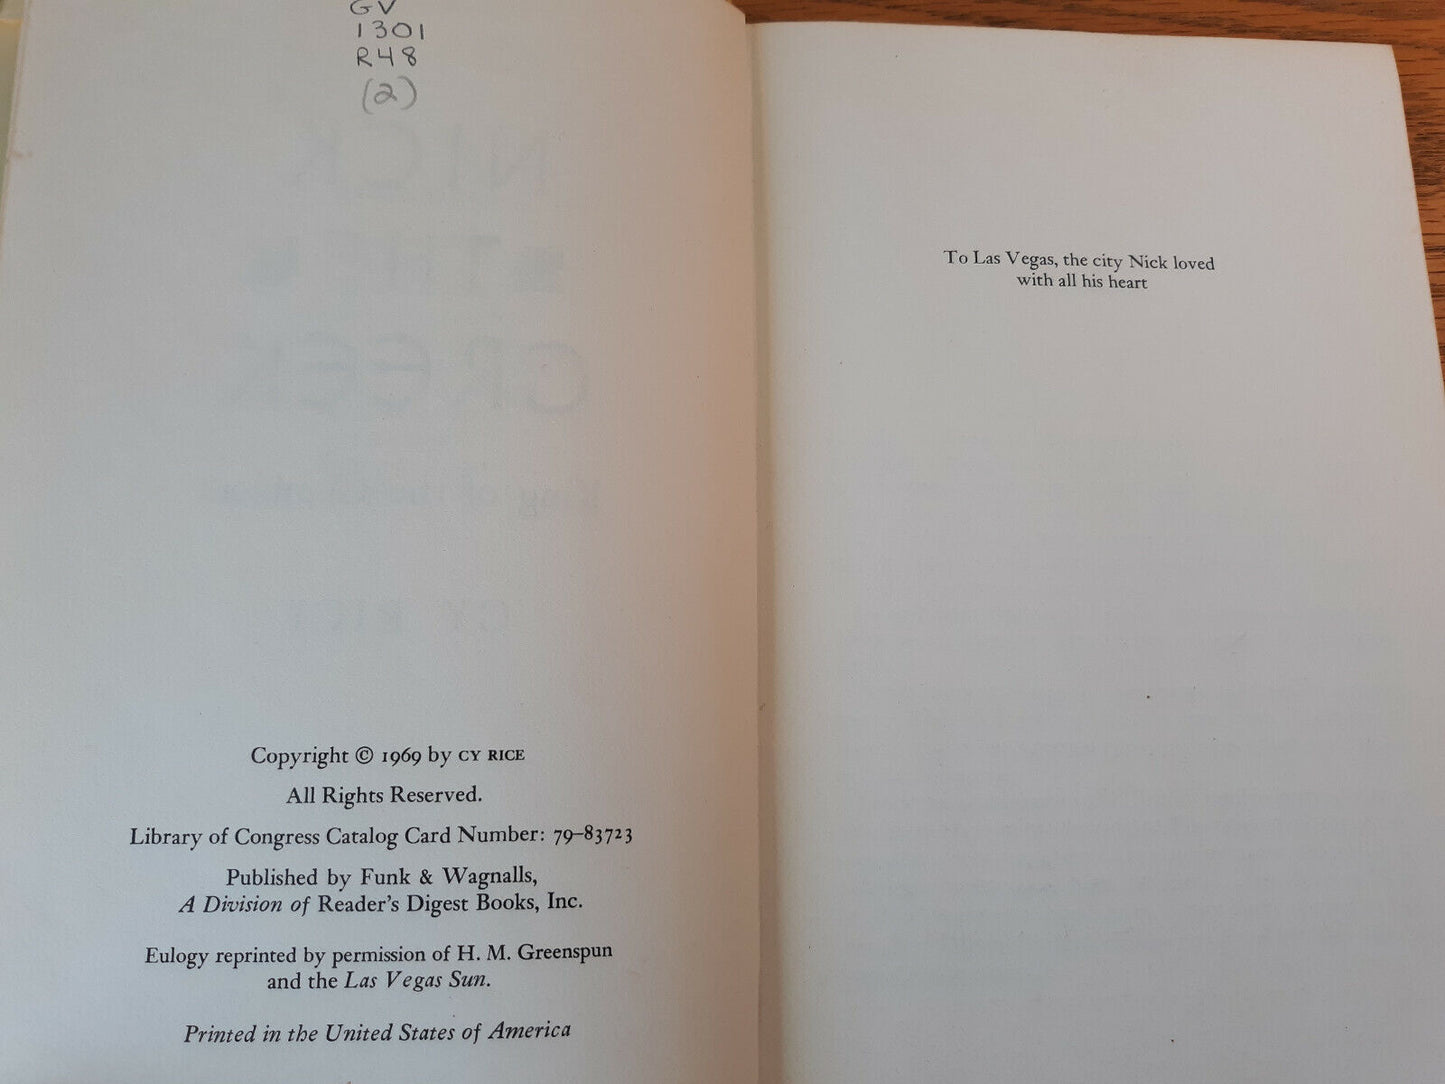 GV
1301
R48
(2)
Copyright © 1969 by CY RICE
All Rights Reserved.
Library of Congress Catalog Card Number: 79–83723
Published by Funk & Wagnalls,
A Division of Reader's Digest Books, Inc.
Eulogy reprinted by permission of H. M. Greenspun
and the Las Vegas Sun.
Printed in the United States of America
To Las Vegas, the city Nick loved
with all his heart